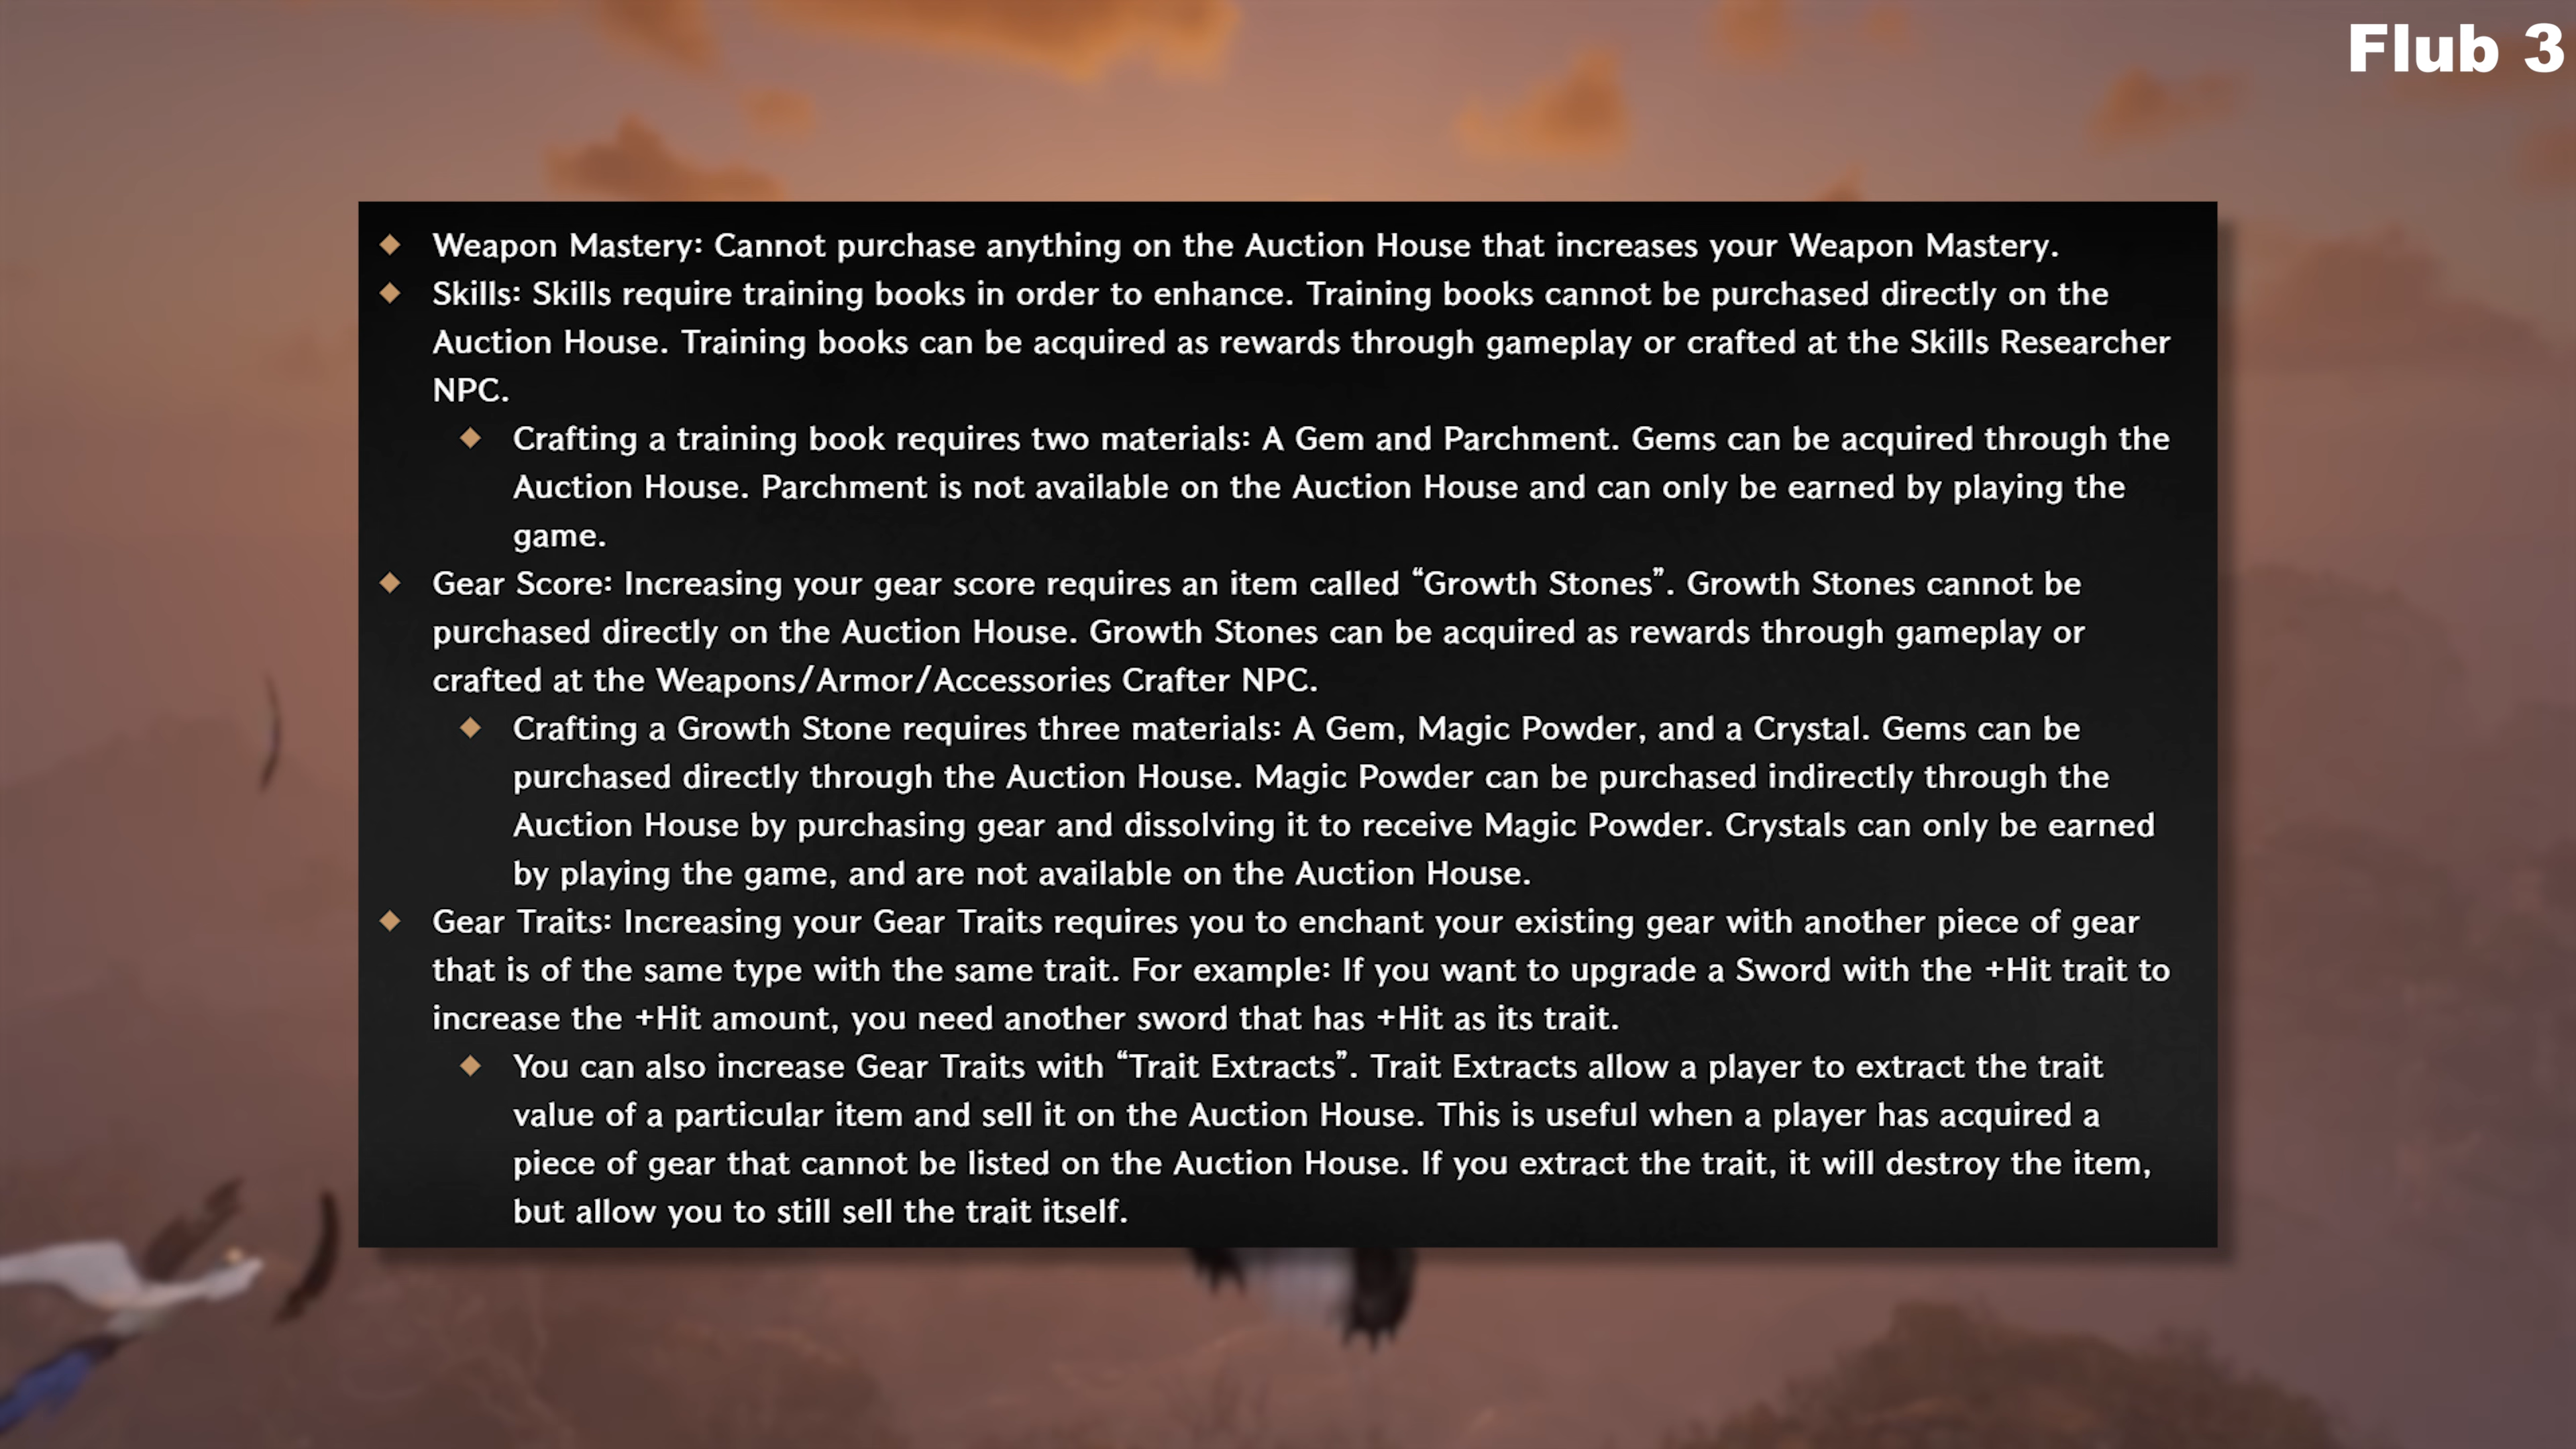 Flub 3
Weapon Mastery: Cannot purchase anything on the Auction House that increases your Weapon Mastery.
Skills: Skills require training books in order to enhance. Training books cannot be purchased directly on the
Auction House. Training books can be acquired as rewards through gameplay or crafted at the Skills Researcher
NPC.
Crafting a training book requires two materials: A Gem and Parchment. Gems can be acquired through the
Auction House. Parchment is not available on the Auction House and can only be earned by playing the
game.
Gear Score: Increasing your gear score requires an item called “Growth Stones”. Growth Stones cannot be
purchased directly on the Auction House. Growth Stones can be acquired as rewards through gameplay or
crafted at the Weapons/Armor/Accessories Crafter NPC.
Crafting a Growth Stone requires three materials: A Gem, Magic Powder, and a Crystal. Gems can be
purchased directly through the Auction House. Magic Powder can be purchased indirectly through the
Auction House by purchasing gear and dissolving it to receive Magic Powder. Crystals can only be earned
by playing the game, and are not available on the Auction House.
Gear Traits: Increasing your Gear Traits requires you to enchant your existing gear with another piece of gear
that is of the same type with the same trait. For example: If you want to upgrade a Sword with the +Hit trait to
increase the +Hit amount, you need another sword that has +Hit as its trait.
You can also increase Gear Traits with “Trait Extracts”. Trait Extracts allow a player to extract the trait
value of a particular item and sell it on the Auction House. This is useful when a player has acquired a
piece of gear that cannot be listed on the Auction House. If you extract the trait, it will destroy the item,
but allow you to still sell the trait itself.